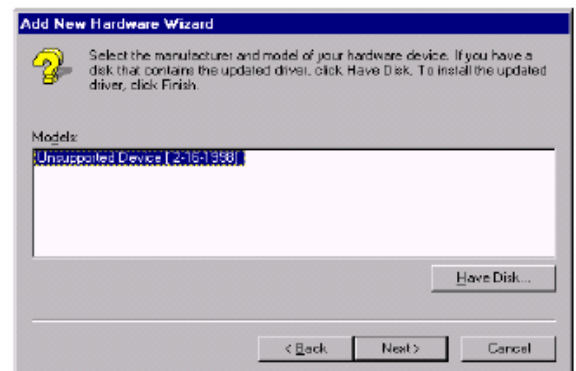 Add New Hardware Wizard
Select the manufacturer and model of your hardware device. If you have a
disk that contains the updated driver, click Have Disk. To install the updated
driver, click Finish.
Models:
(Unsupported Device) [ 2-16-1998]
Have Disk...
< Back
Next >
Cancel